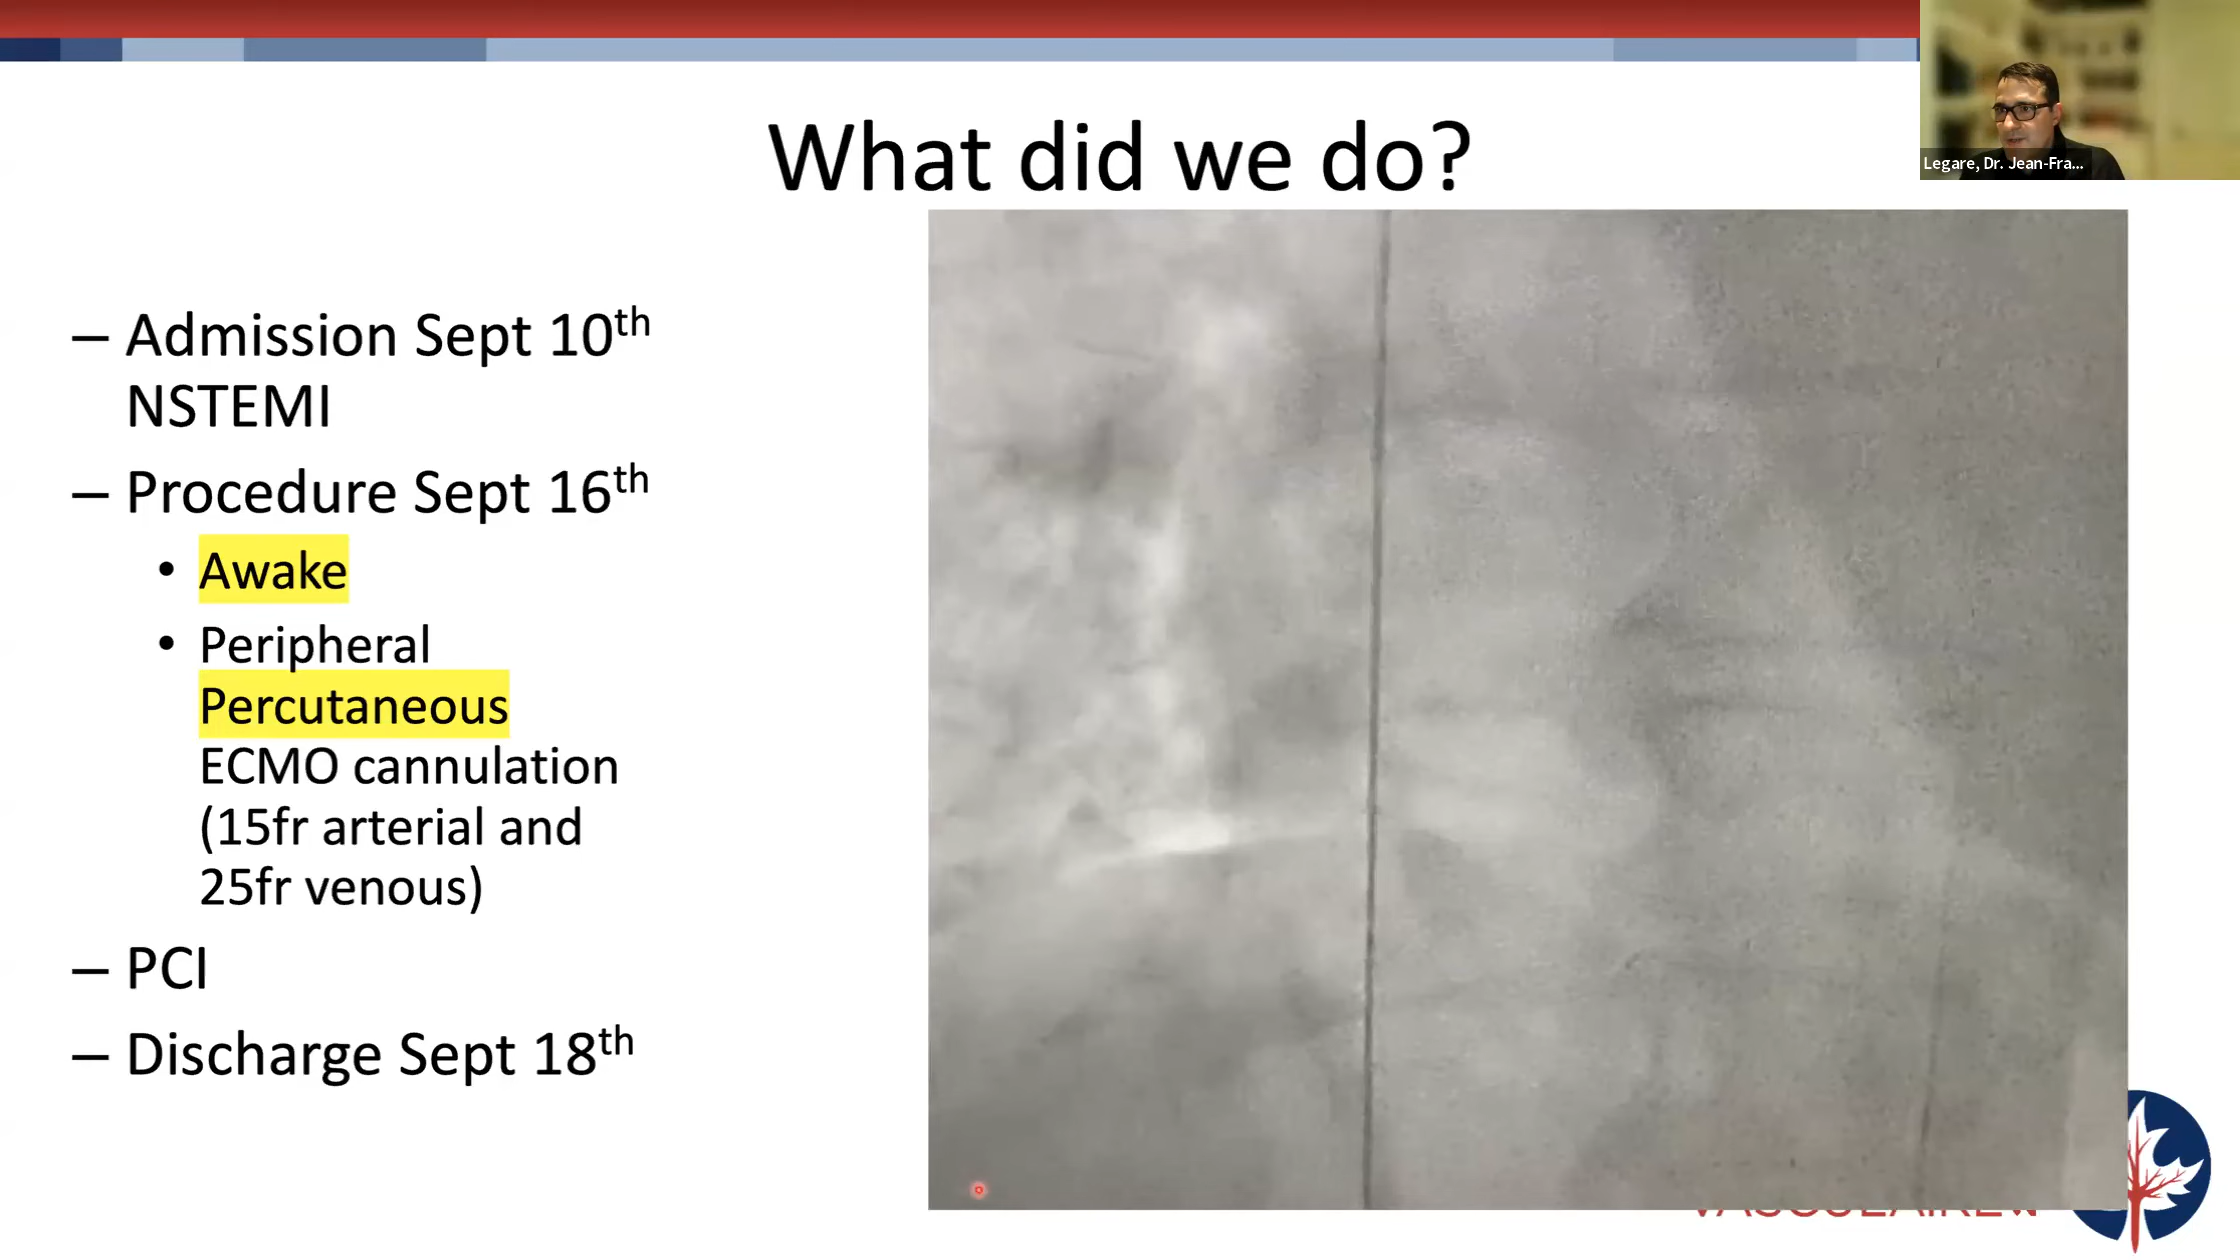 Legare, Dr. Jean-Fra...
What did we do?
– Admission Sept 10th
NSTEMI
– Procedure Sept 16th
• Awake
• Peripheral
Percutaneous
ECMO cannulation
(15fr arterial and
25fr venous)
– PCI
– Discharge Sept 18th